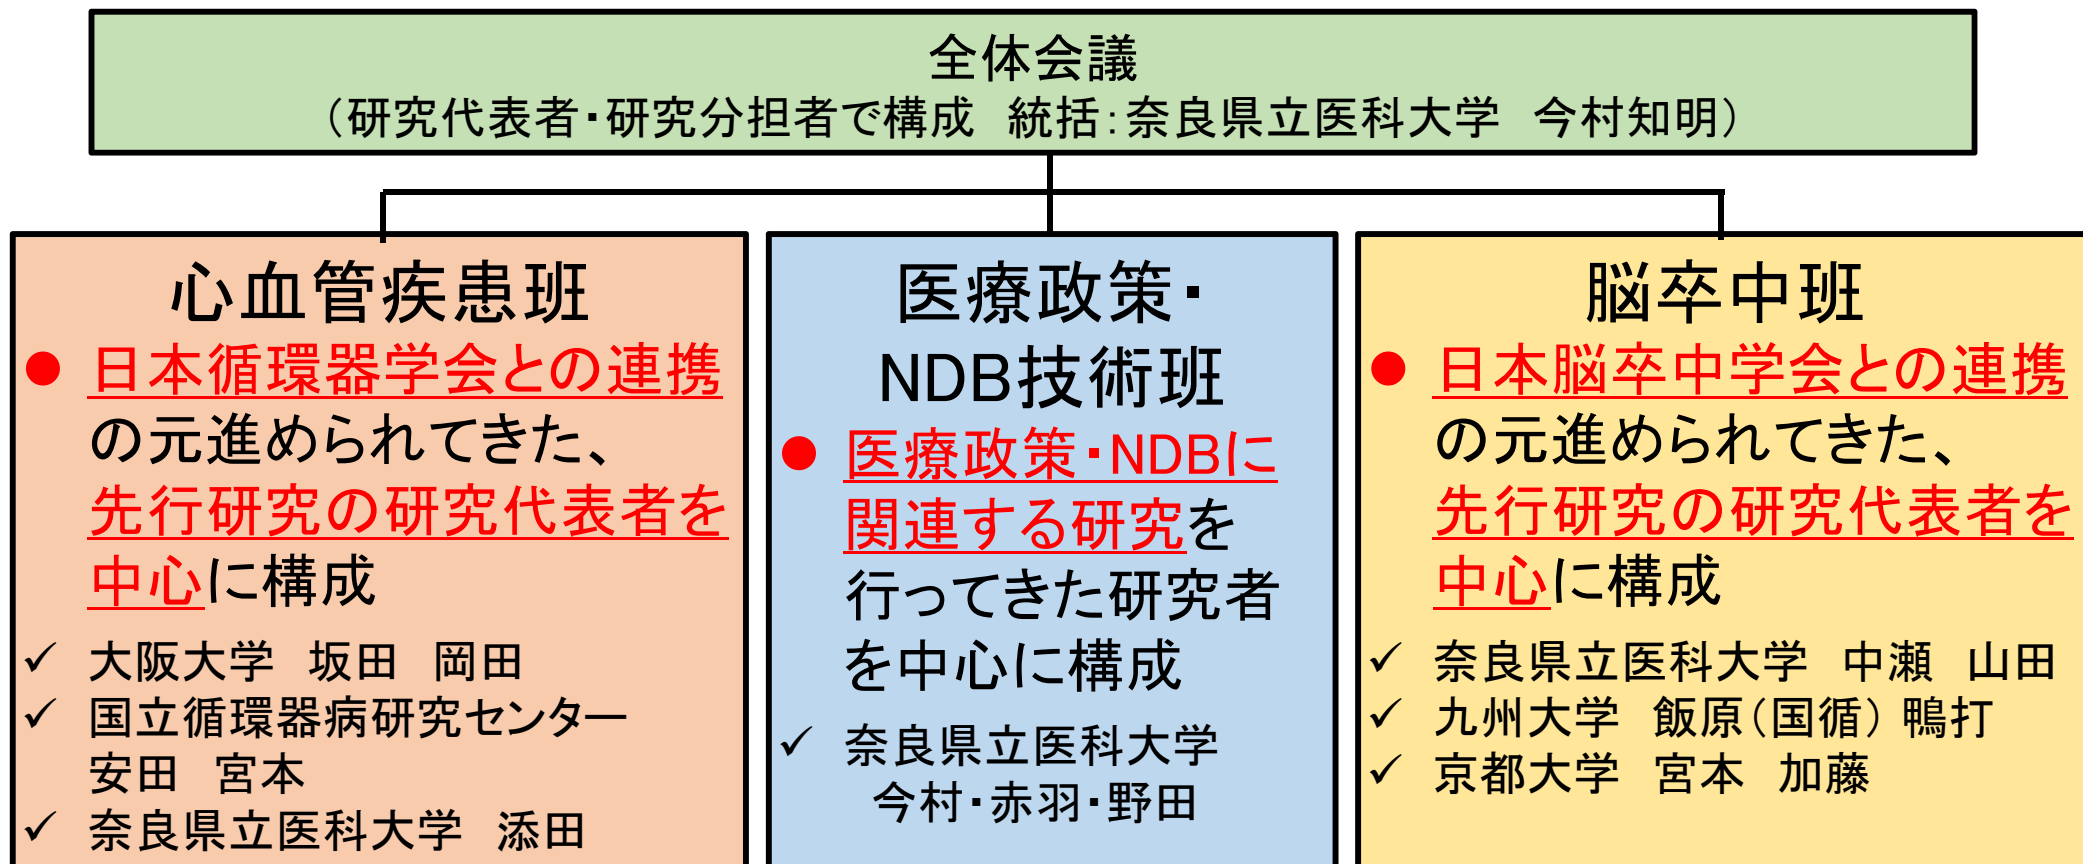 全体会議
（研究代表者・研究分担者で構成　統括：奈良県立医科大学　今村知明）
心血管疾患班
● 日本循環器学会との連携
の元進められてきた、
先行研究の研究代表者を
中心に構成
✓ 大阪大学　坂田　岡田
✓ 国立循環器病研究センター
安田　宮本
✓ 奈良県立医科大学　添田
医療政策・
NDB技術班
● 医療政策・NDBに
関連する研究を
行ってきた研究者
を中心に構成
✓ 奈良県立医科大学
今村・赤羽・野田
脳卒中班
● 日本脳卒中学会との連携
の元進められてきた、
先行研究の研究代表者を
中心に構成
✓ 奈良県立医科大学　中瀬　山田
✓ 九州大学　飯原（国循）鴨打
✓ 京都大学　宮本　加藤